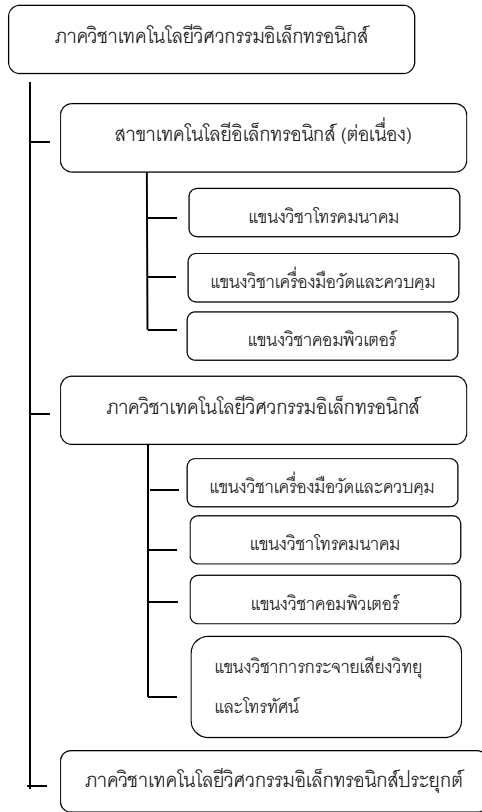 ภาควิชาเทคโนโลยีวิศวกรรมอิเล็กทรอนิกส์
สาขาเทคโนโลยีอิเล็กทรอนิกส์ (ต่อเนื่อง)
แขนงวิชาโทรคมนาคม
แขนงวิชาเครื่องมือวัดและควบคุม
แขนงวิชาคอมพิวเตอร์
ภาควิชาเทคโนโลยีวิศวกรรมอิเล็กทรอนิกส์
แขนงวิชาเครื่องมือวัดและควบคุม
แขนงวิชาโทรคมนาคม
แขนงวิชาคอมพิวเตอร์
แขนงวิชาการกระจายเสียงวิทยุ
และโทรทัศน์
ภาควิชาเทคโนโลยีวิศวกรรมอิเล็กทรอนิกส์ประยุกต์